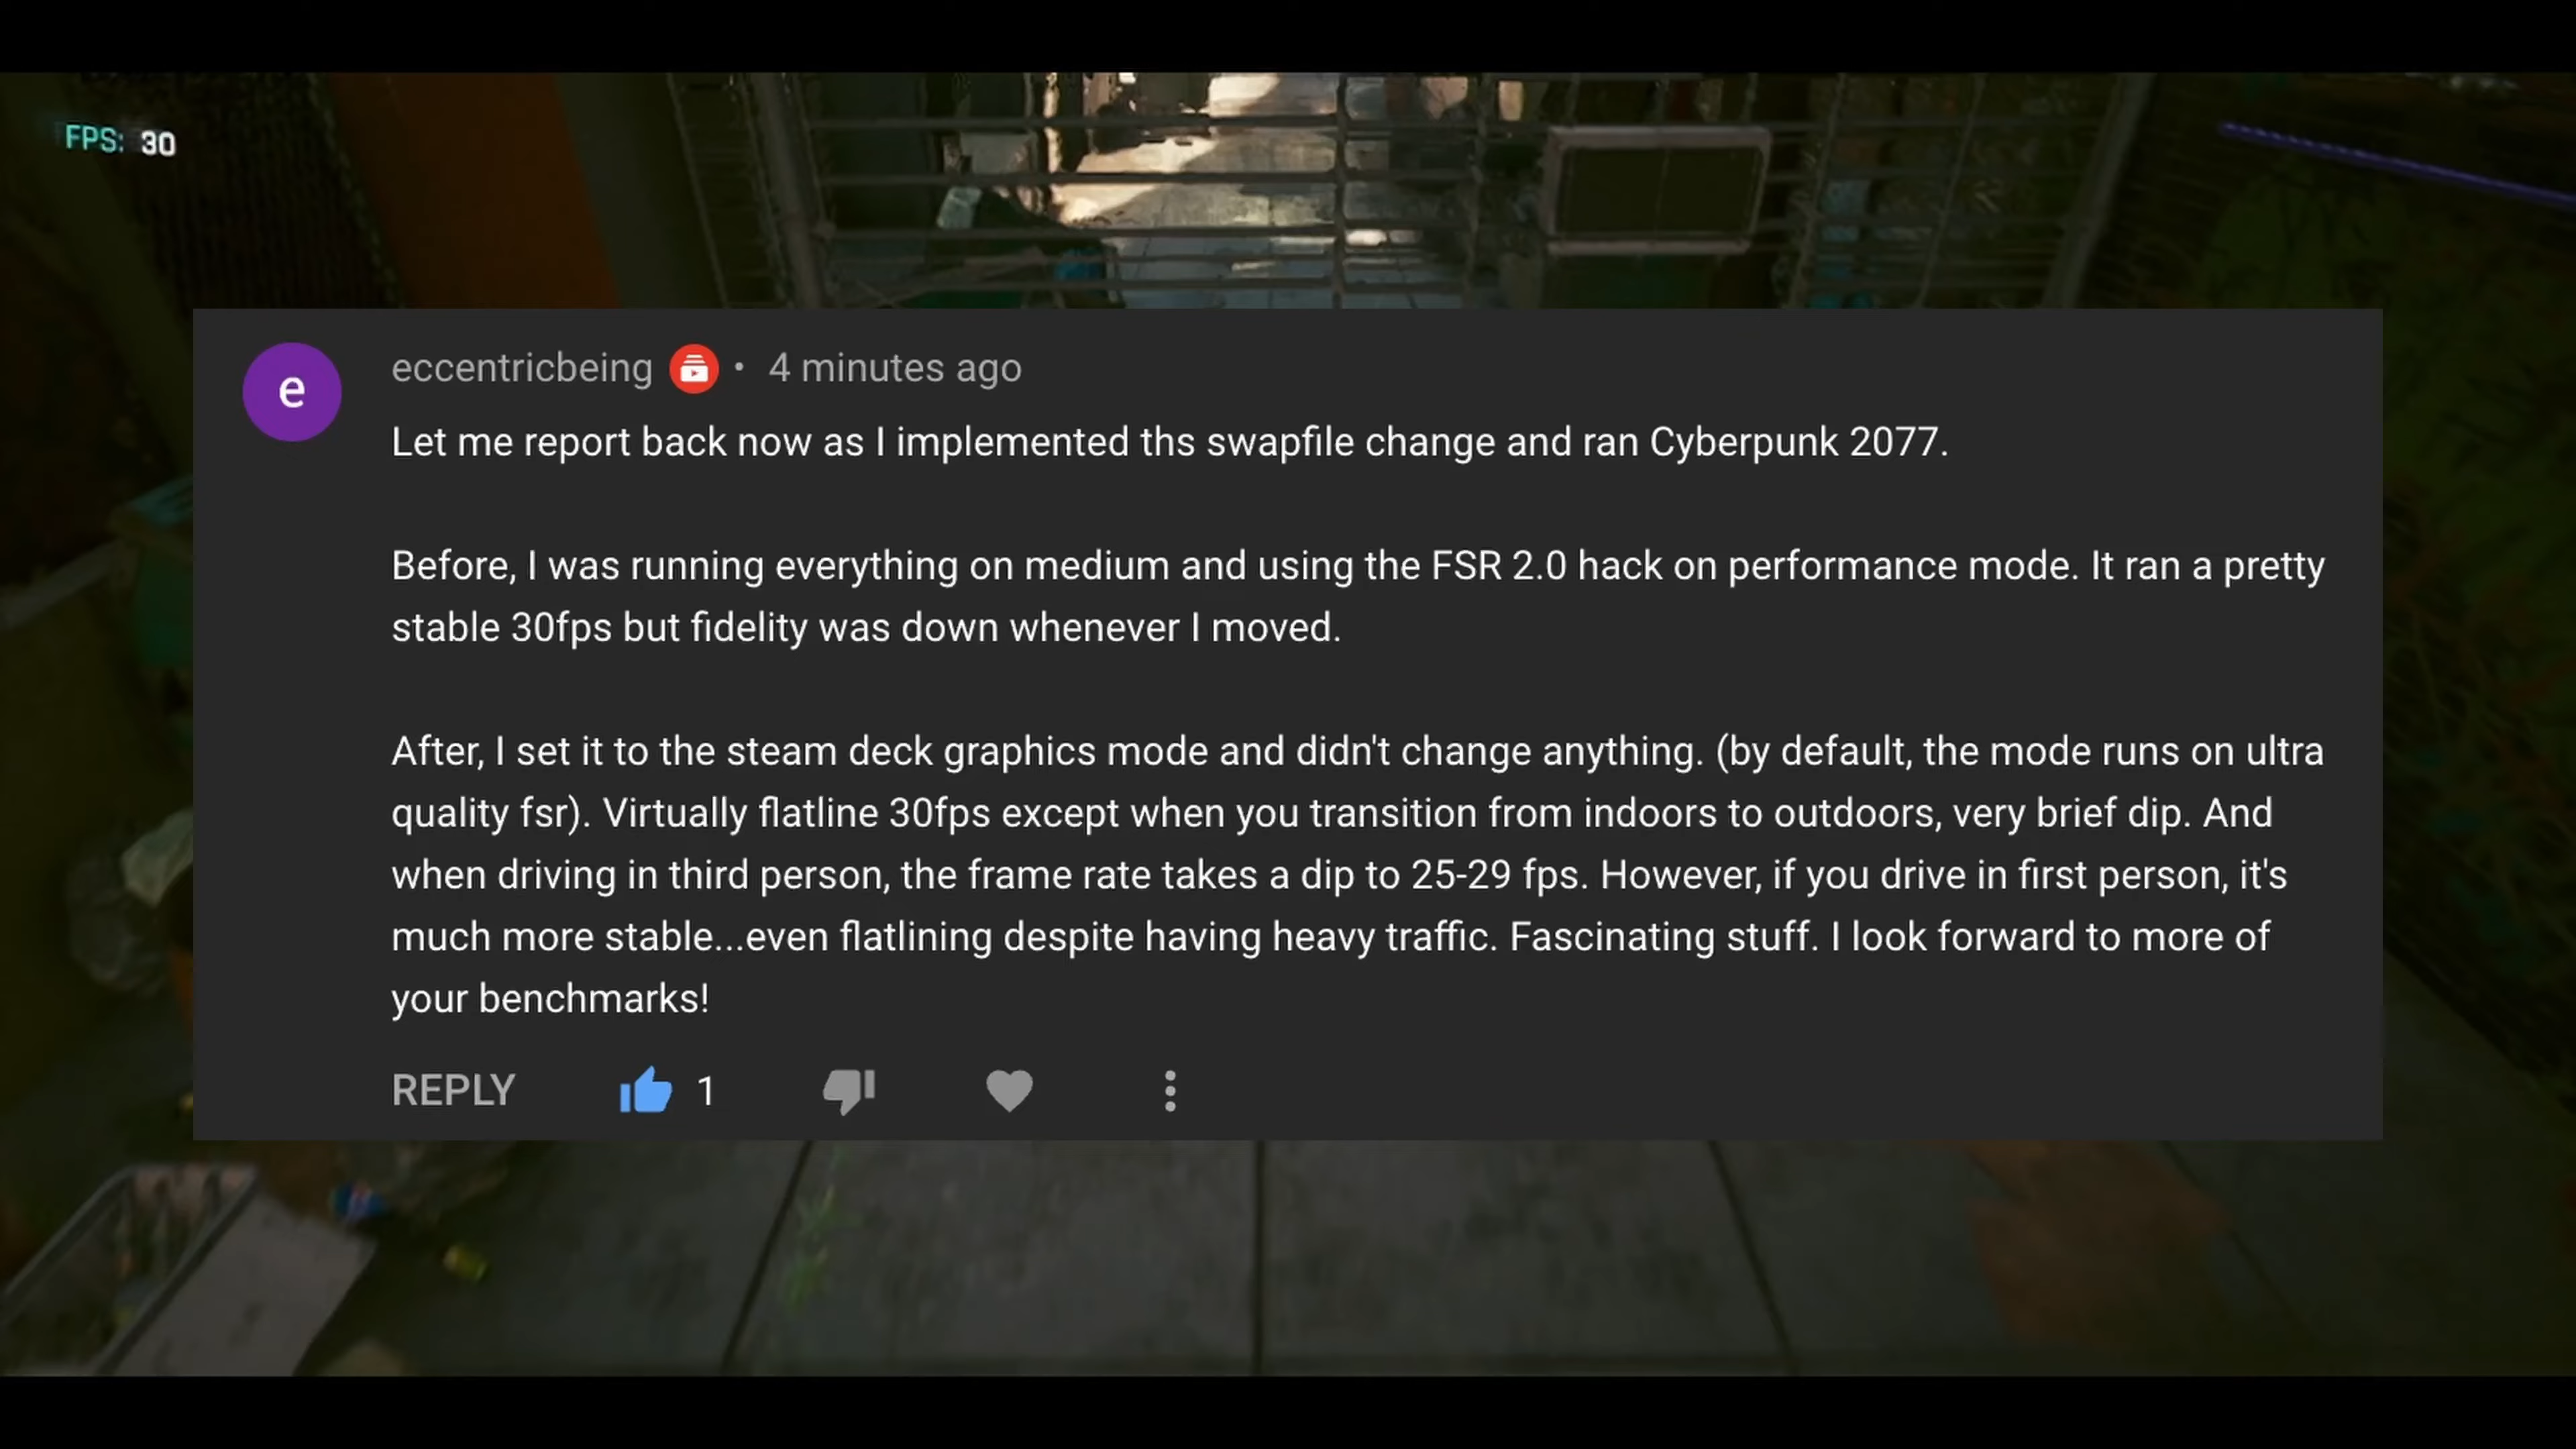 FPS: 30
e
eccentricbeing • 4 minutes ago
Let me report back now as I implemented ths swapfile change and ran Cyberpunk 2077.
Before, I was running everything on medium and using the FSR 2.0 hack on performance mode. It ran a pretty
stable 30fps but fidelity was down whenever I moved.
After, I set it to the steam deck graphics mode and didn't change anything. (by default, the mode runs on ultra
quality fsr). Virtually flatline 30fps except when you transition from indoors to outdoors, very brief dip. And
when driving in third person, the frame rate takes a dip to 25-29 fps. However, if you drive in first person, it's
much more stable...even flatlining despite having heavy traffic. Fascinating stuff. I look forward to more of
your benchmarks!
REPLY 1